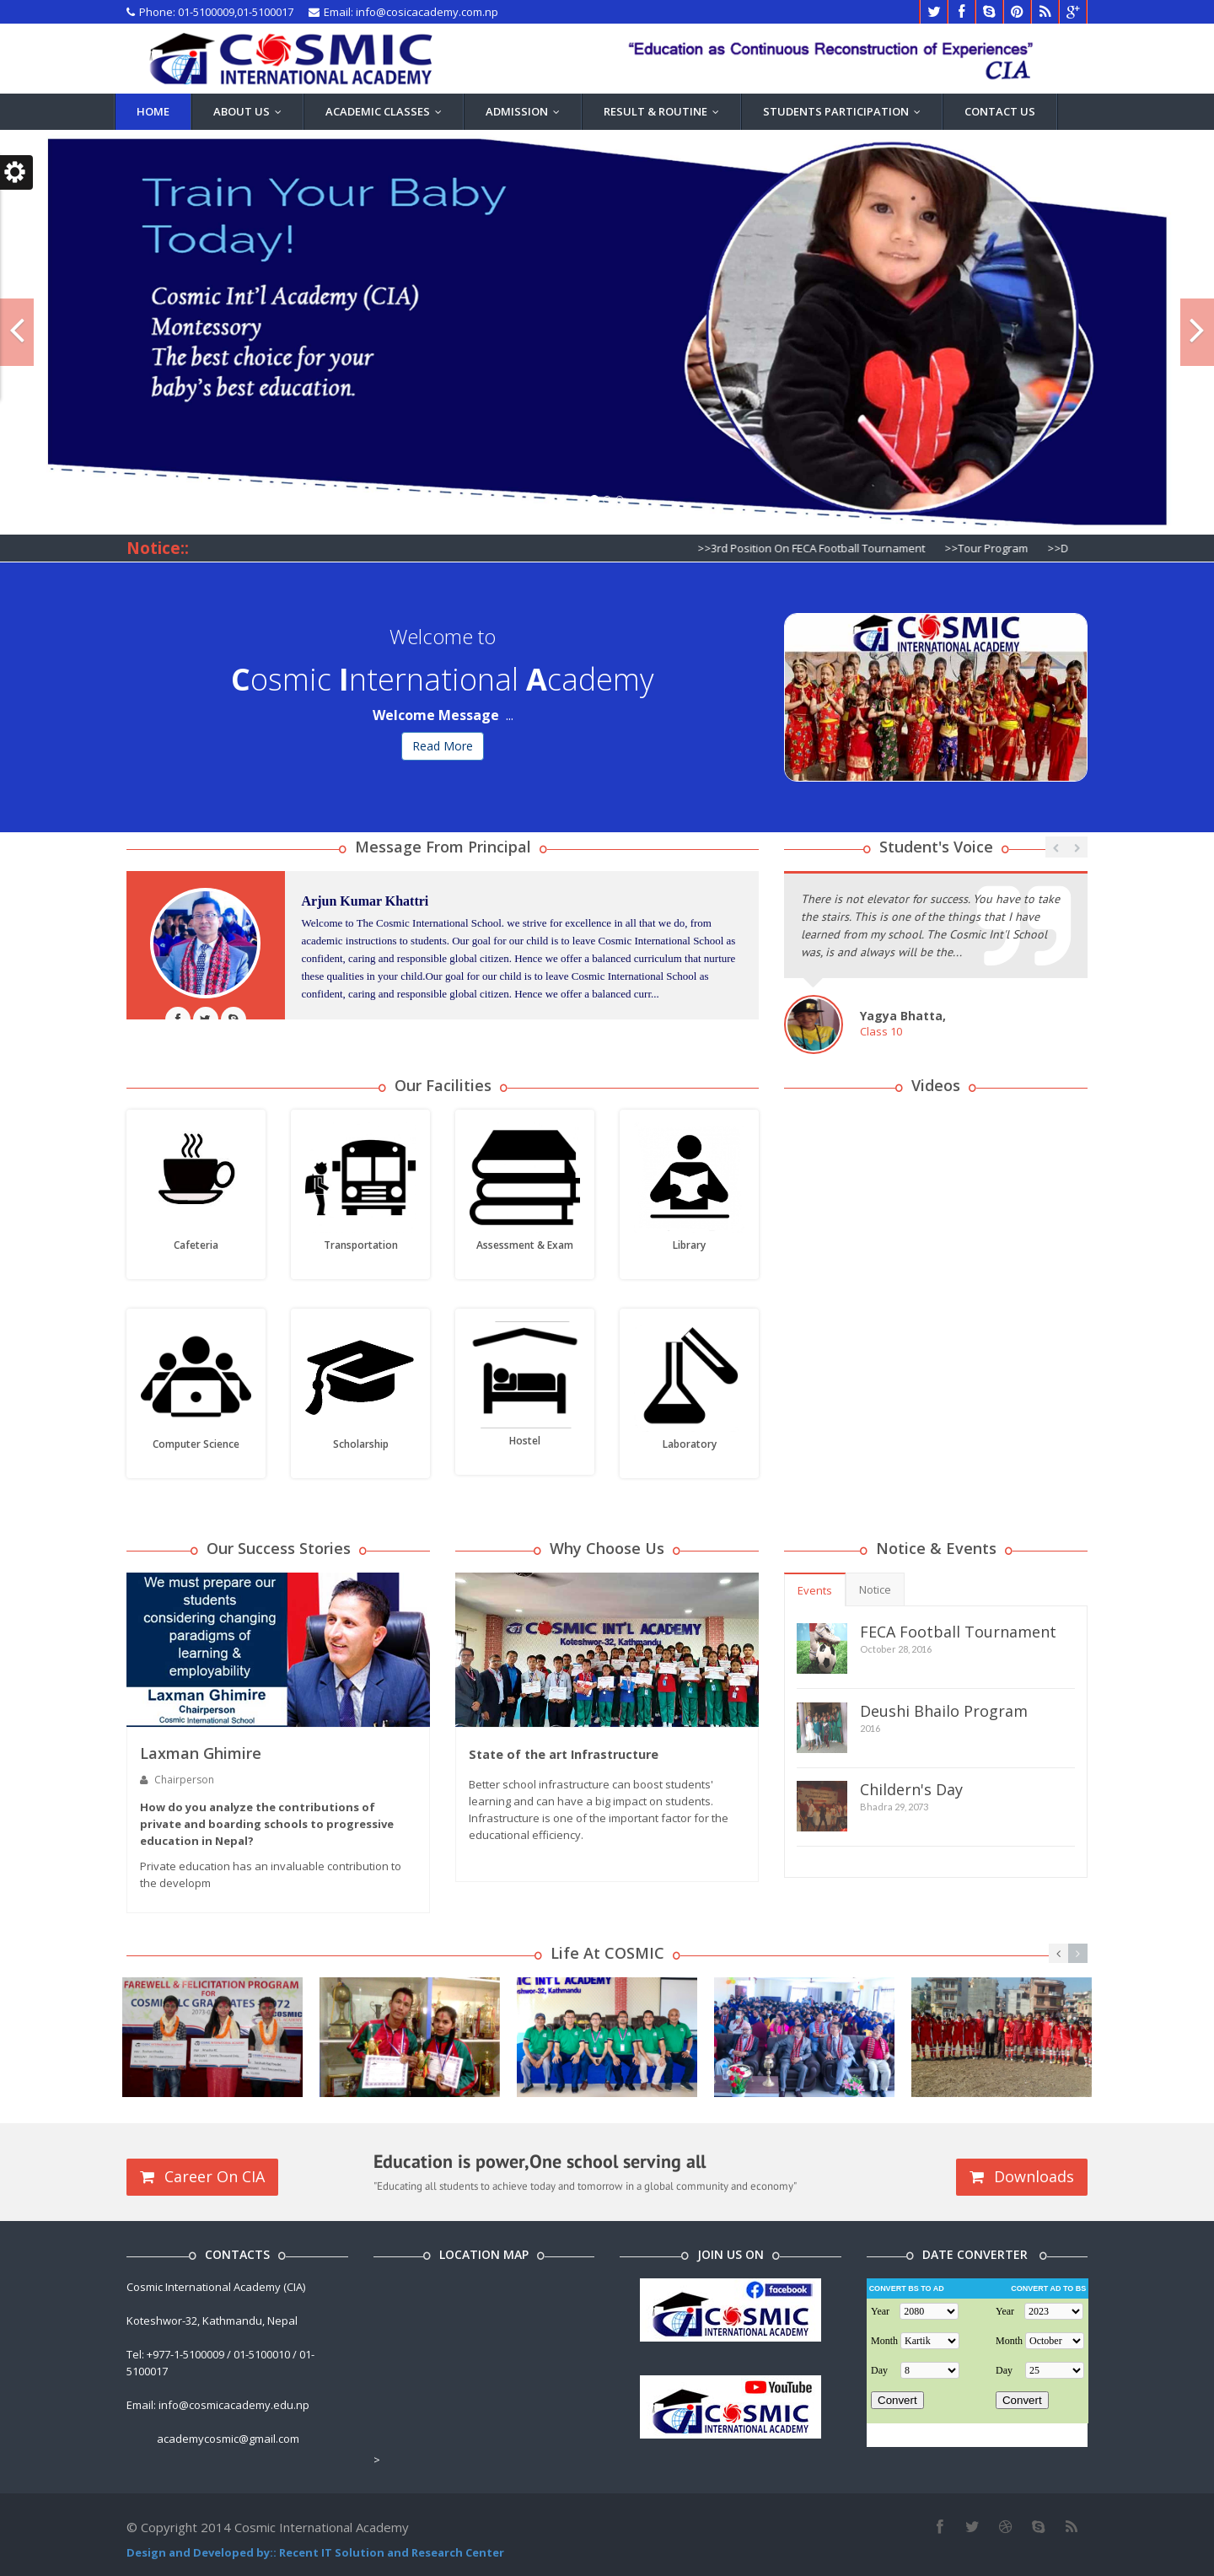 Phone: 01-5100009,01-5100017 Email: info@cosicacademy.com.np
COSMIC
INTERNATIONAL ACADEMY
“Education as Continuous Reconstruction of Experiences”
CIA
HOME ABOUT US ACADEMIC CLASSES ADMISSION RESULT & ROUTINE STUDENTS PARTICIPATION CONTACT US
Train Your Baby
Today!
Cosmic Int’l Academy (CIA)
Montessory
The best choice for your
baby’s best education.
Notice::
>>3rd Position On FECA Football Tournament >>Tour Program >>D
Welcome to
Cosmic International Academy
Welcome Message ...
Read More
COSMIC
INTERNATIONAL ACADEMY
Message From Principal
Arjun Kumar Khattri
Welcome to The Cosmic International School. we strive for excellence in all that we do, from
academic instructions to students. Our goal for our child is to leave Cosmic International School as
confident, caring and responsible global citizen. Hence we offer a balanced curriculum that nurture
these qualities in your child.Our goal for our child is to leave Cosmic International School as
confident, caring and responsible global citizen. Hence we offer a balanced curr...
Student's Voice
There is not elevator for success. You have to take
the stairs. This is one of the things that I have
learned from my school. The Cosmic Int'l School
was, is and always will be the...
Yagya Bhatta,
Class 10
Our Facilities
Cafeteria
Transportation
Assessment & Exam
Library
Computer Science
Scholarship
Hostel
Laboratory
Videos
Our Success Stories
We must prepare our
students
considering changing
paradigms of
learning &
employability
Laxman Ghimire
Chairperson
Cosmic International School
Laxman Ghimire
Chairperson
How do you analyze the contributions of
private and boarding schools to progressive
education in Nepal?
Private education has an invaluable contribution to
the developm
Why Choose Us
COSMIC INT'L ACADEMY
Koteshwor-32, Kathmandu
State of the art Infrastructure
Better school infrastructure can boost students'
learning and can have a big impact on students.
Infrastructure is one of the important factor for the
educational efficiency.
Notice & Events
Events Notice
FECA Football Tournament
October 28, 2016
Deushi Bhailo Program
2016
Childern's Day
Bhadra 29, 2073
Life At COSMIC
FAREWELL & FELICITATION PROGRAM
FOR
Career On CIA
Education is power,One school serving all
"Educating all students to achieve today and tomorrow in a global community and economy"
Downloads
CONTACTS
Cosmic International Academy (CIA)
Koteshwor-32, Kathmandu, Nepal
Tel: +977-1-5100009 / 01-5100010 / 01-
5100017
Email: info@cosmicacademy.edu.np
academycosmic@gmail.com
LOCATION MAP
>
JOIN US ON
facebook
COSMIC
INTERNATIONAL ACADEMY
YouTube
COSMIC
INTERNATIONAL ACADEMY
DATE CONVERTER
CONVERT BS TO AD CONVERT AD TO BS
Year 2080 Year 2023
Month Kartik Month October
Day 8 Day 25
Convert Convert
© Copyright 2014 Cosmic International Academy
Design and Developed by:: Recent IT Solution and Research Center